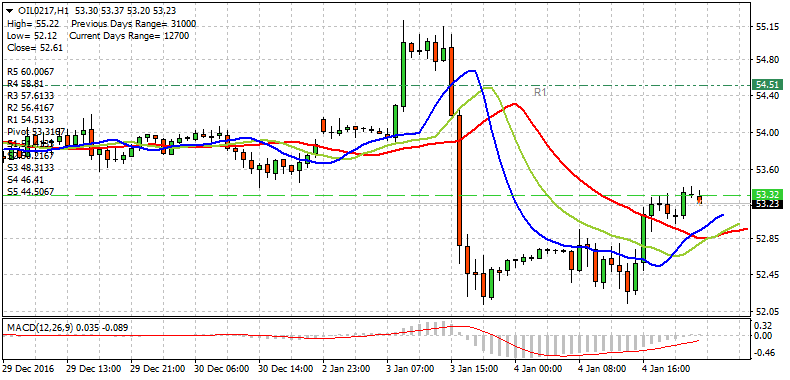 OIL0217,H1 53.30 53.37 53.20 53.23
High= 55.22 Previous Days Range= 31000
Low= 52.12 Current Days Range= 12700
Close= 52.61
R5 60.0067
R4 58.81
R3 57.6133
R2 56.4167
R1 54.5133
Pivot 53.3167
S3 48.3133
S4 46.41
S5 44.5067
R1
55.15
54.80
54.51
54.40
54.00
53.60
53.32
53.23
52.85
52.45
52.05
MACD(12,26,9) 0.035 -0.089
0.32
0.00
-0.46
29 Dec 2016 29 Dec 13:00 29 Dec 21:00 30 Dec 06:00 30 Dec 14:00 2 Jan 23:00 3 Jan 07:00 3 Jan 15:00 4 Jan 00:00 4 Jan 08:00 4 Jan 16:00